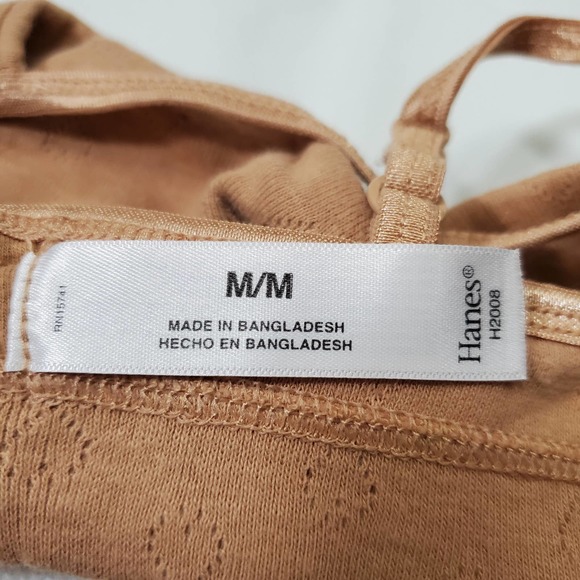 RN15741
M/M
MADE IN BANGLADESH
HECHO EN BANGLADESH
Hanes®
H2008